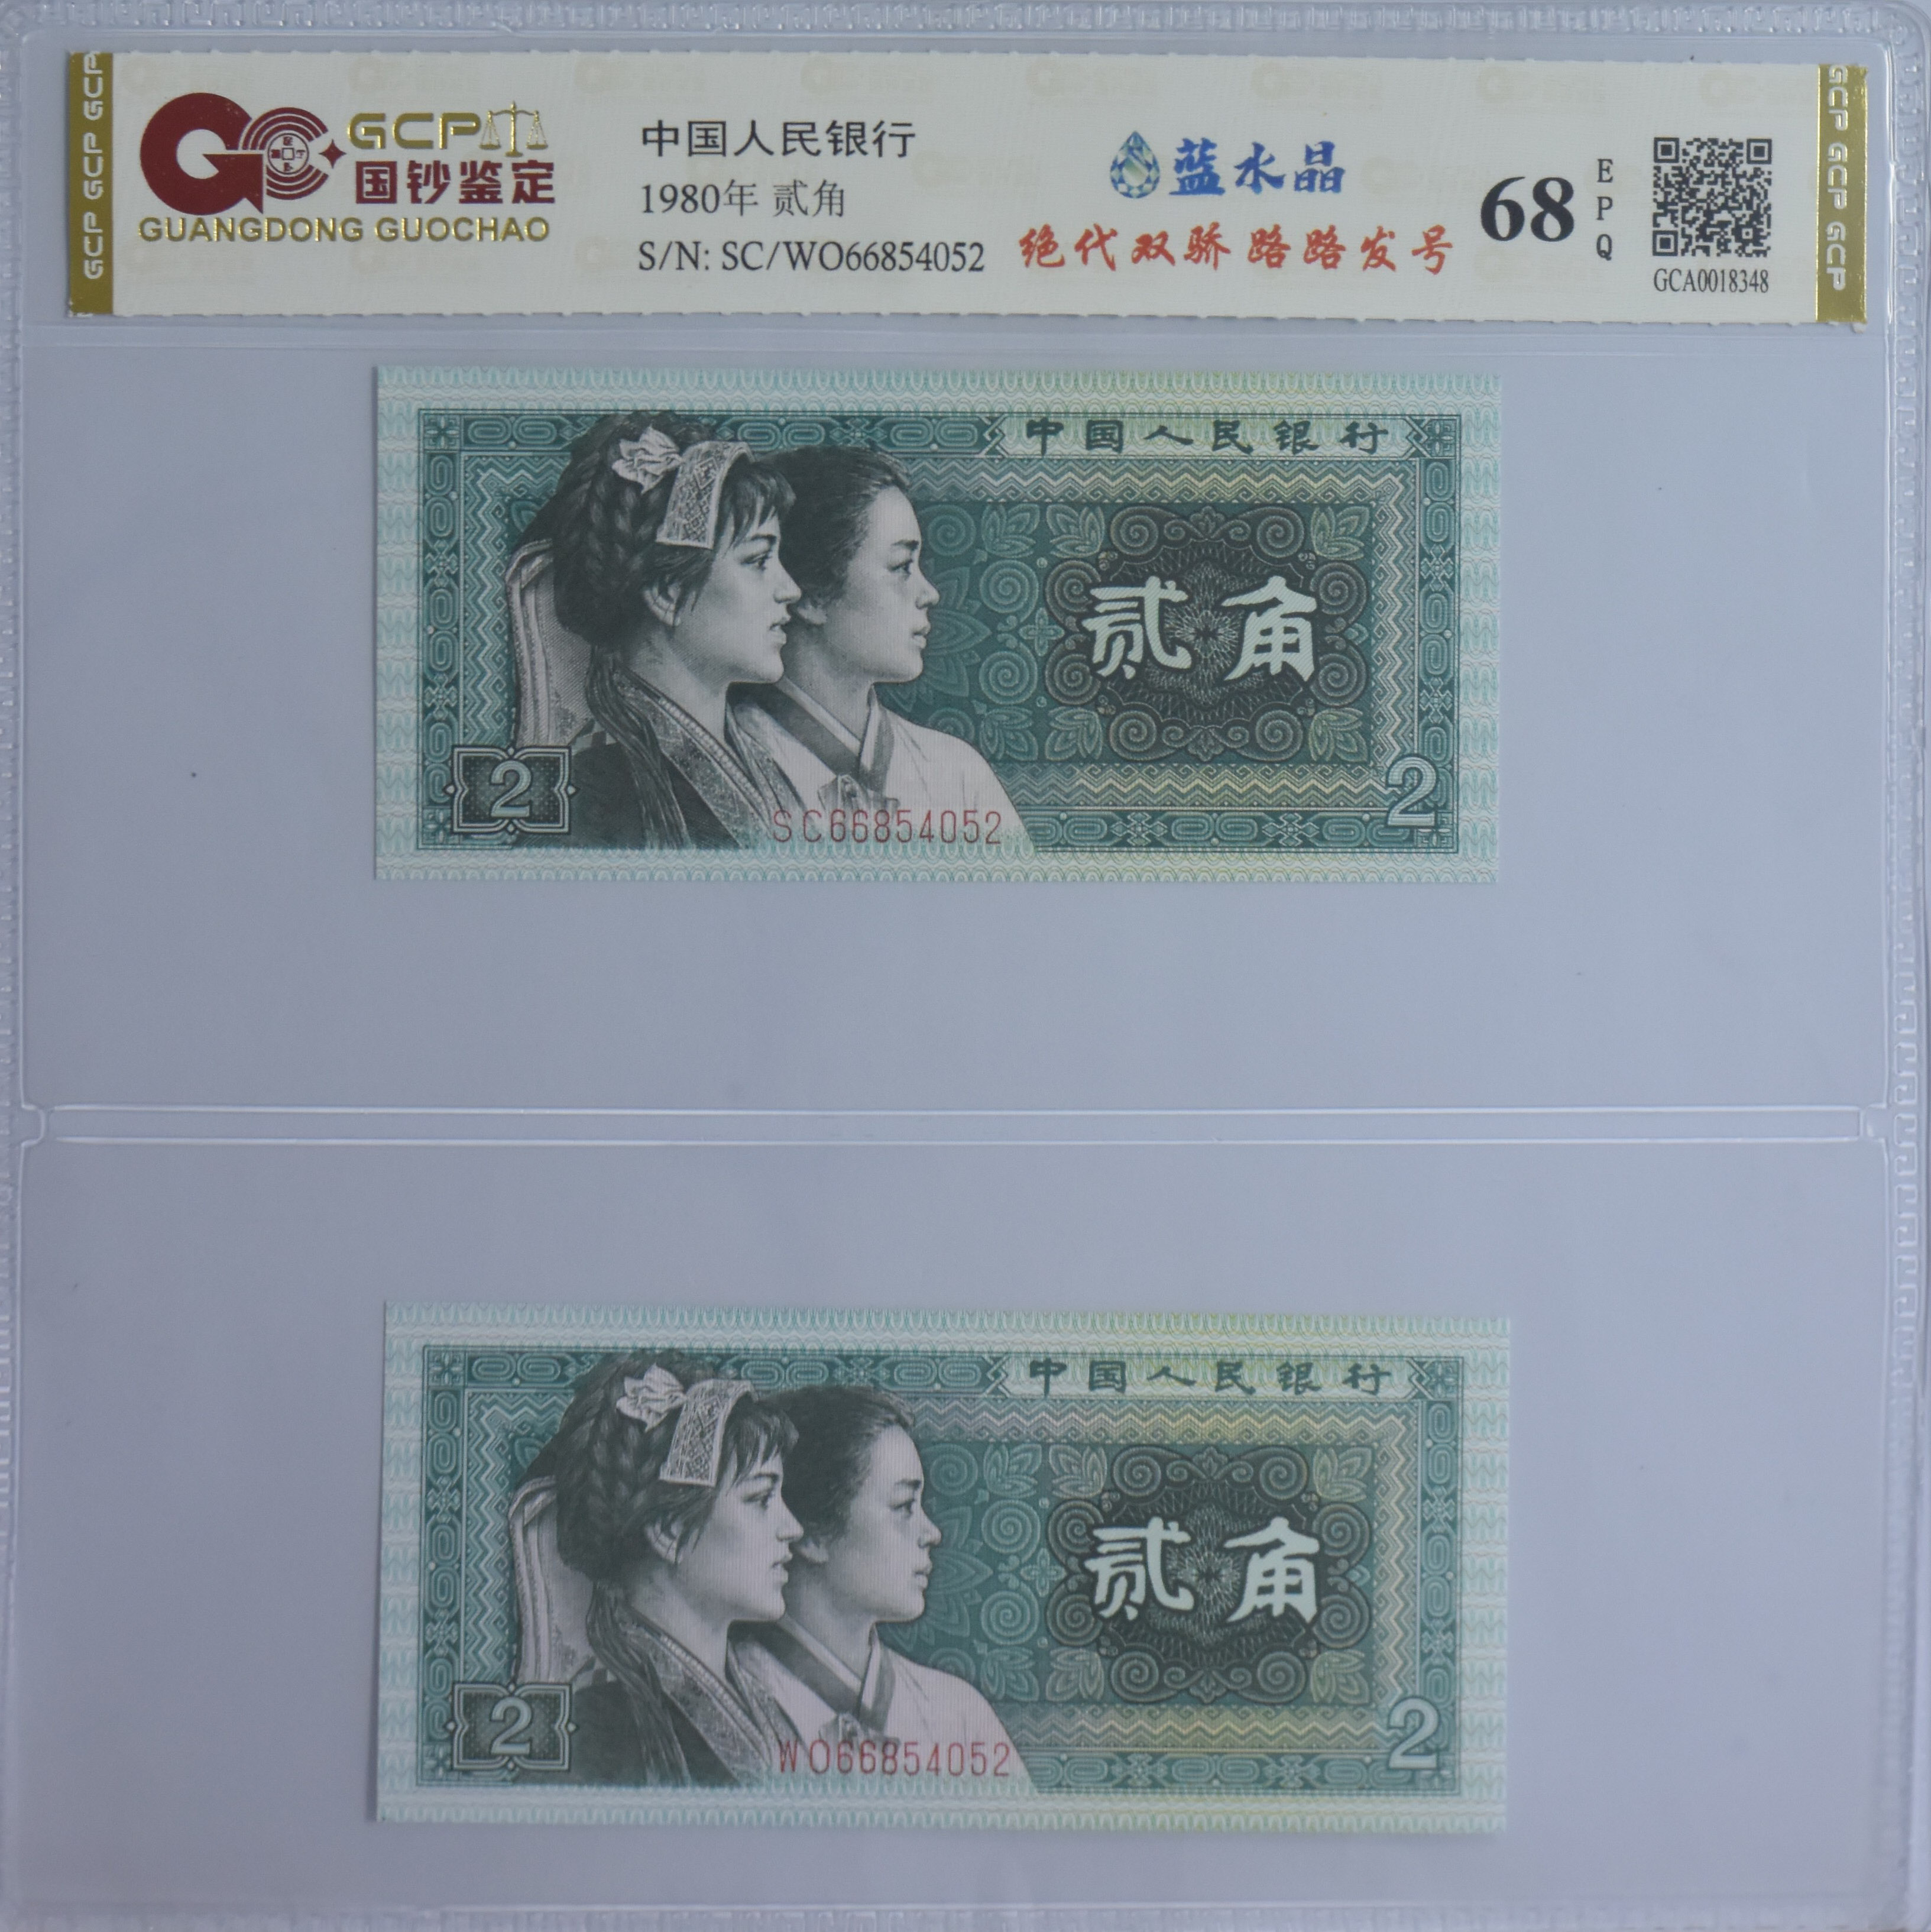 GCP GCP GCP
GCP
国钞鉴定
GUANGDONG GUOCHAO
中国人民银行
1980年 贰角
S/N: SC/WO66854052
蓝水晶
绝代双骄 路路发号
68
EPQ
GCA0018348
GCP GCP GCP
中国人民银行
贰角
2
2
SC66854052
中国人民银行
贰角
2
2
WO66854052